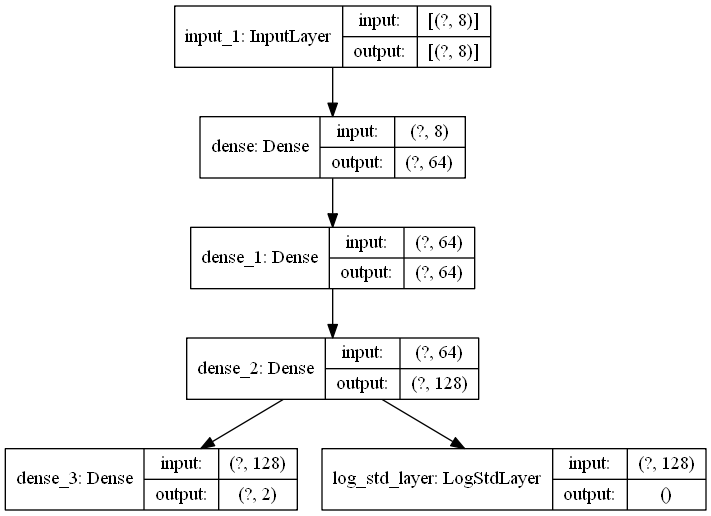 input_1: InputLayer
input: [(?, 8)]
output: [(?, 8)]
dense: Dense
input: (?, 8)
output: (?, 64)
dense_1: Dense
input: (?, 64)
output: (?, 64)
dense_2: Dense
input: (?, 64)
output: (?, 128)
dense_3: Dense
input: (?, 128)
output: (?, 2)
log_std_layer: LogStdLayer
input: (?, 128)
output: ()